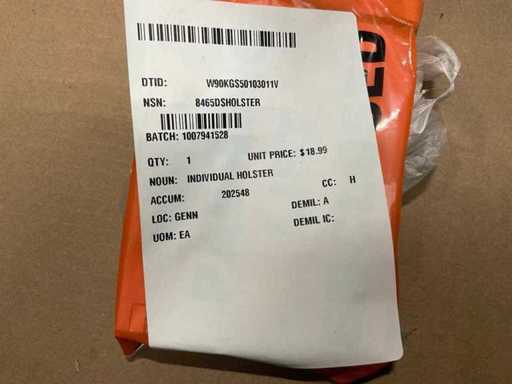 DTID: W90KGS50103011V
NSN: 8465DSHOLSTER
BATCH: 1007941528
QTY: 1 UNIT PRICE: $18.99
NOUN: INDIVIDUAL HOLSTER
CC: H
ACCUM: 202548
DEMIL: A
LOC: GENN
DEMIL IC:
UOM: EA